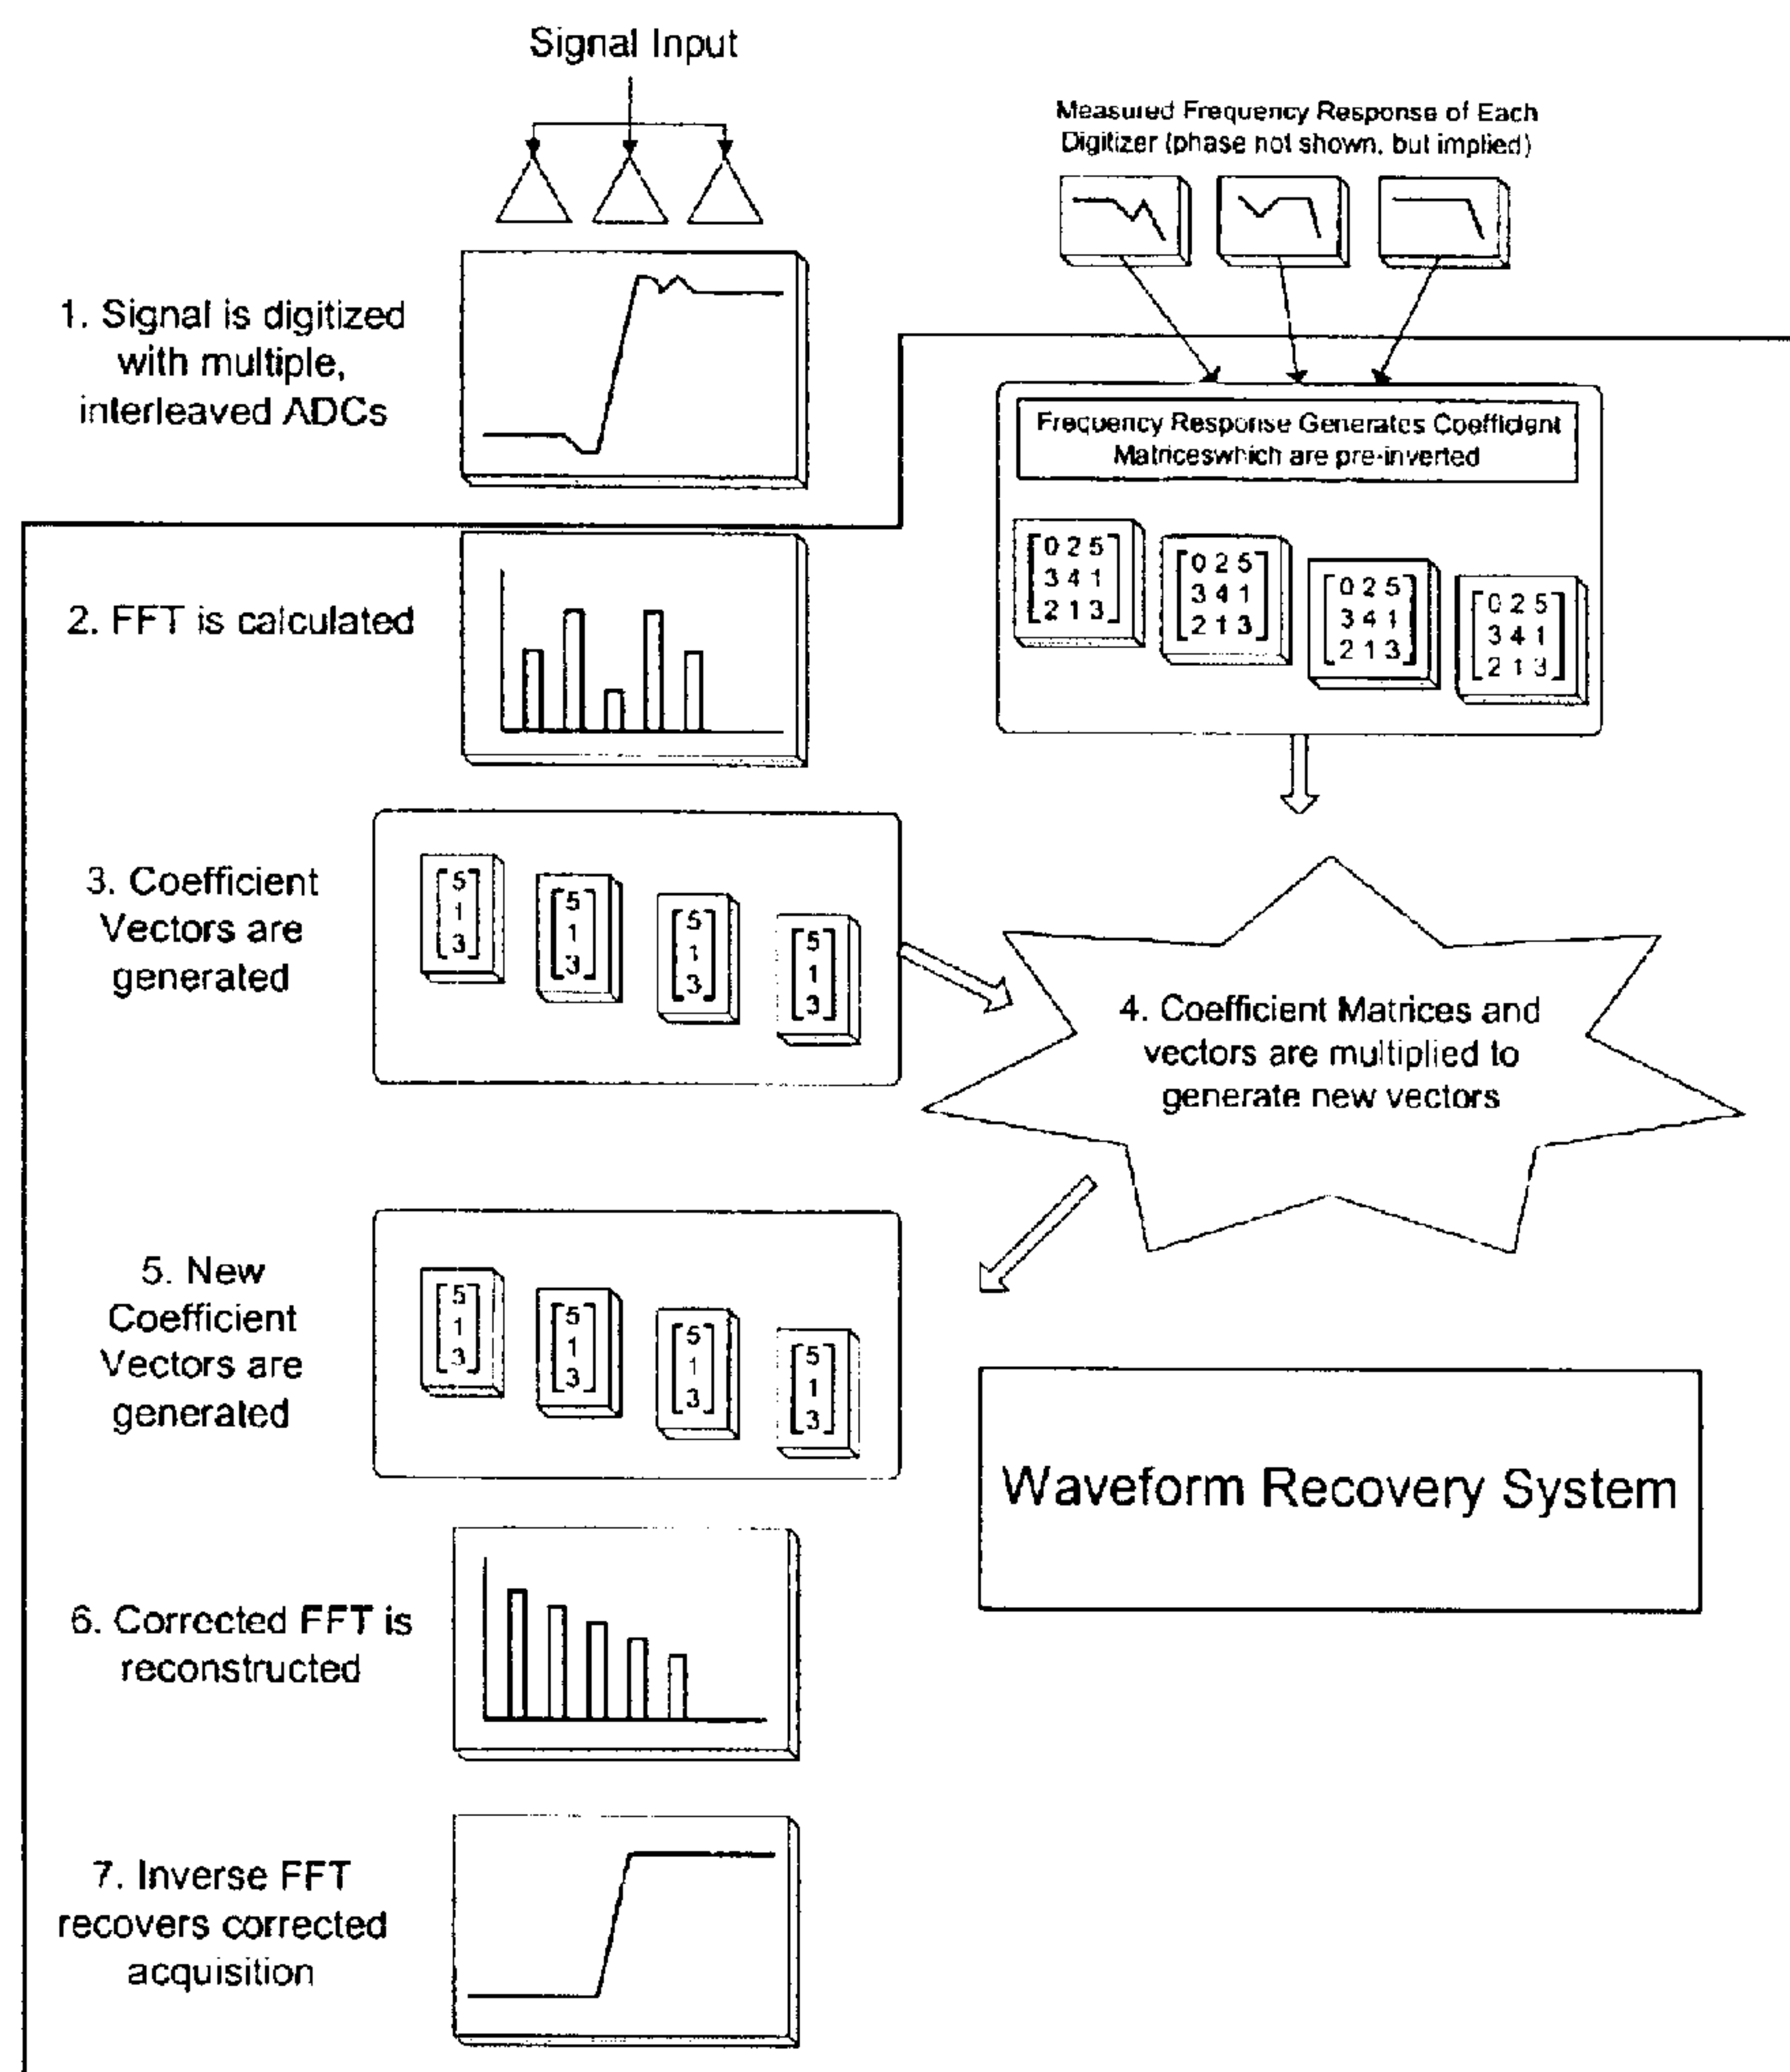 Signal Input
Measured Frequency Response of Each
Digitizer (phase not shown, but implied)
1. Signal is digitized
with multiple,
interleaved ADCs
Frequency Response Generates Coefficient
Matriceswhich are pre-inverted
0 2 5
3 4 1
2 1 3
0 2 5
3 4 1
2 1 3
0 2 5
3 4 1
2 1 3
0 2 5
3 4 1
2 1 3
2. FFT is calculated
3. Coefficient
Vectors are
generated
5
1
3
5
1
3
5
1
3
5
1
3
4. Coefficient Matrices and
vectors are multiplied to
generate new vectors
5. New
Coefficient
Vectors are
generated
5
1
3
5
1
3
5
1
3
5
1
3
Waveform Recovery System
6. Corrected FFT is
reconstructed
7. Inverse FFT
recovers corrected
acquisition